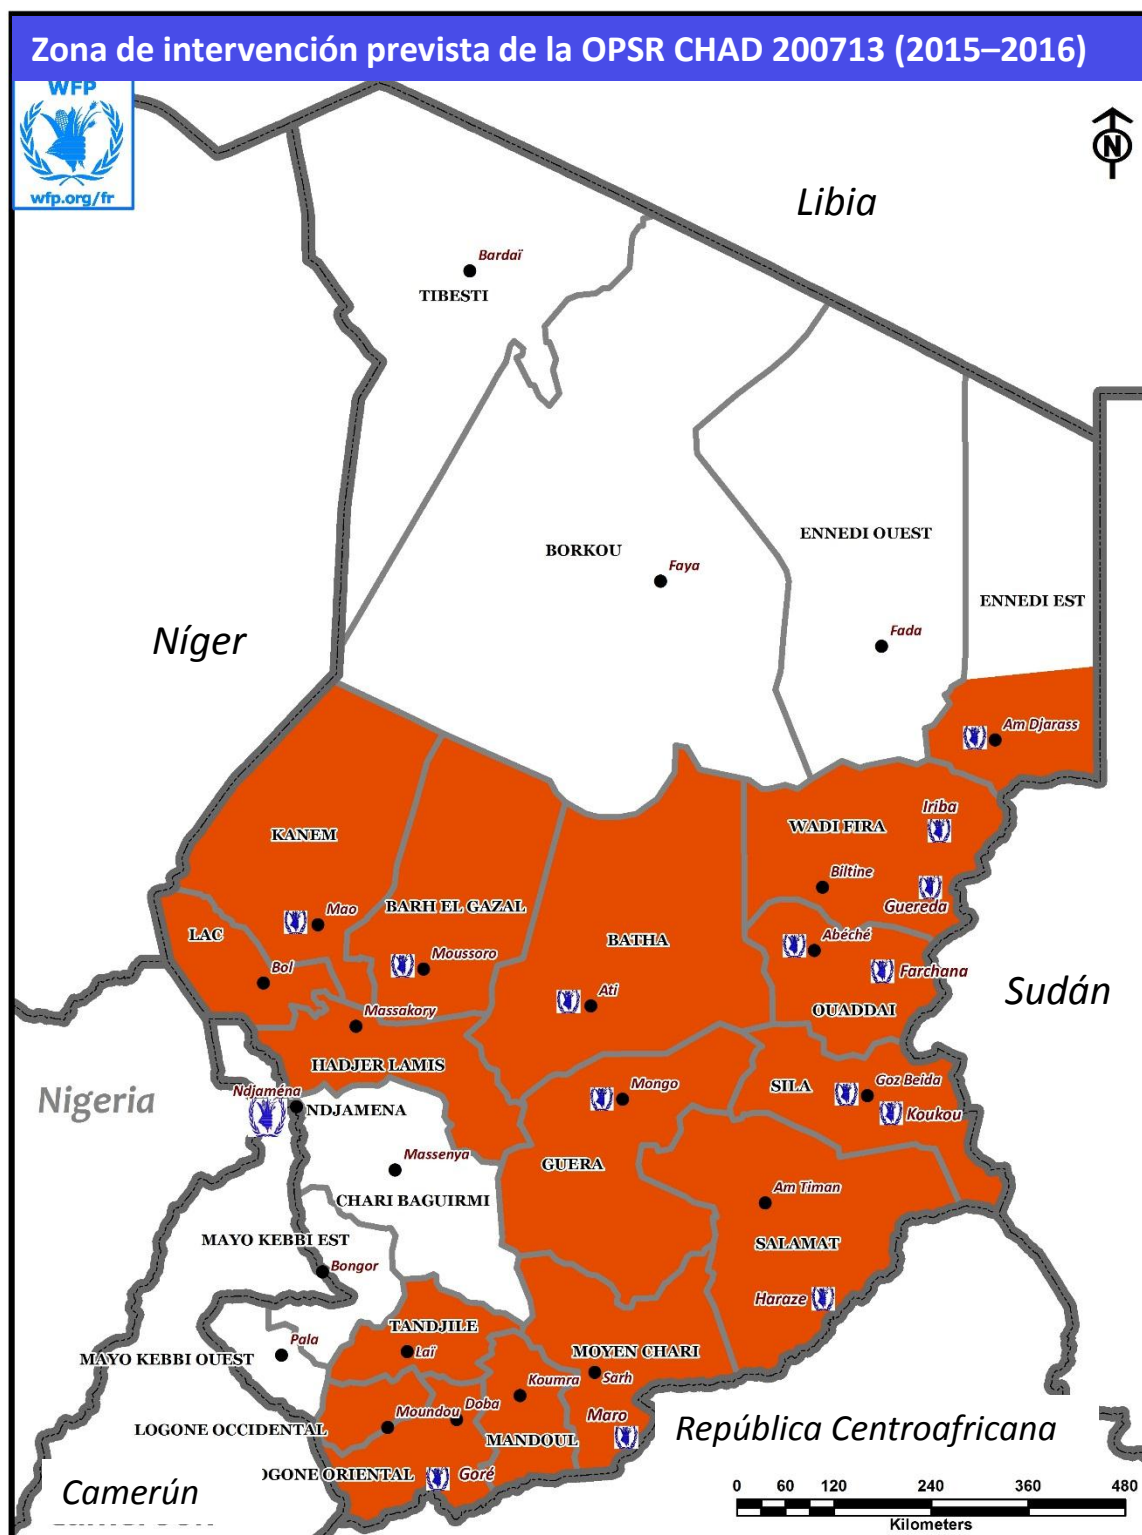 Zona de intervención prevista de la OPSR CHAD 200713 (2015–2016)
WFP
wfp.org/fr
N
Libia
Bardaï
TIBESTI
ENNEDI OUEST
BORKOU
Faya
ENNEDI EST
Níger
Fada
Am Djarass
Iriba
KANEM
WADI FIRA
Biltine
Guereda
Mao
BARH EL GAZAL
LAC
BATHA
Abéché
Moussoro
Farchana
Bol
Ati
Sudán
Massakory
OUADDAI
HADJER LAMIS
SILA
Goz Beida
Mongo
Nigeria
Ndjaména
NDJAMENA
Koukou
Massenya
GUERA
CHARI BAGUIRMI
Am Timan
MAYO KEBBI EST
SALAMAT
Bongor
Haraze
TANDJILE
Pala
Laï
MOYEN CHARI
MAYO KEBBI OUEST
Sarh
Koumra
Doba
Maro
Moundou
LOGONE OCCIDENTAL
República Centroafricana
MANDOUL
OGONE ORIENTAL
Goré
Camerún
0 60 120 240 360 480
Kilometers